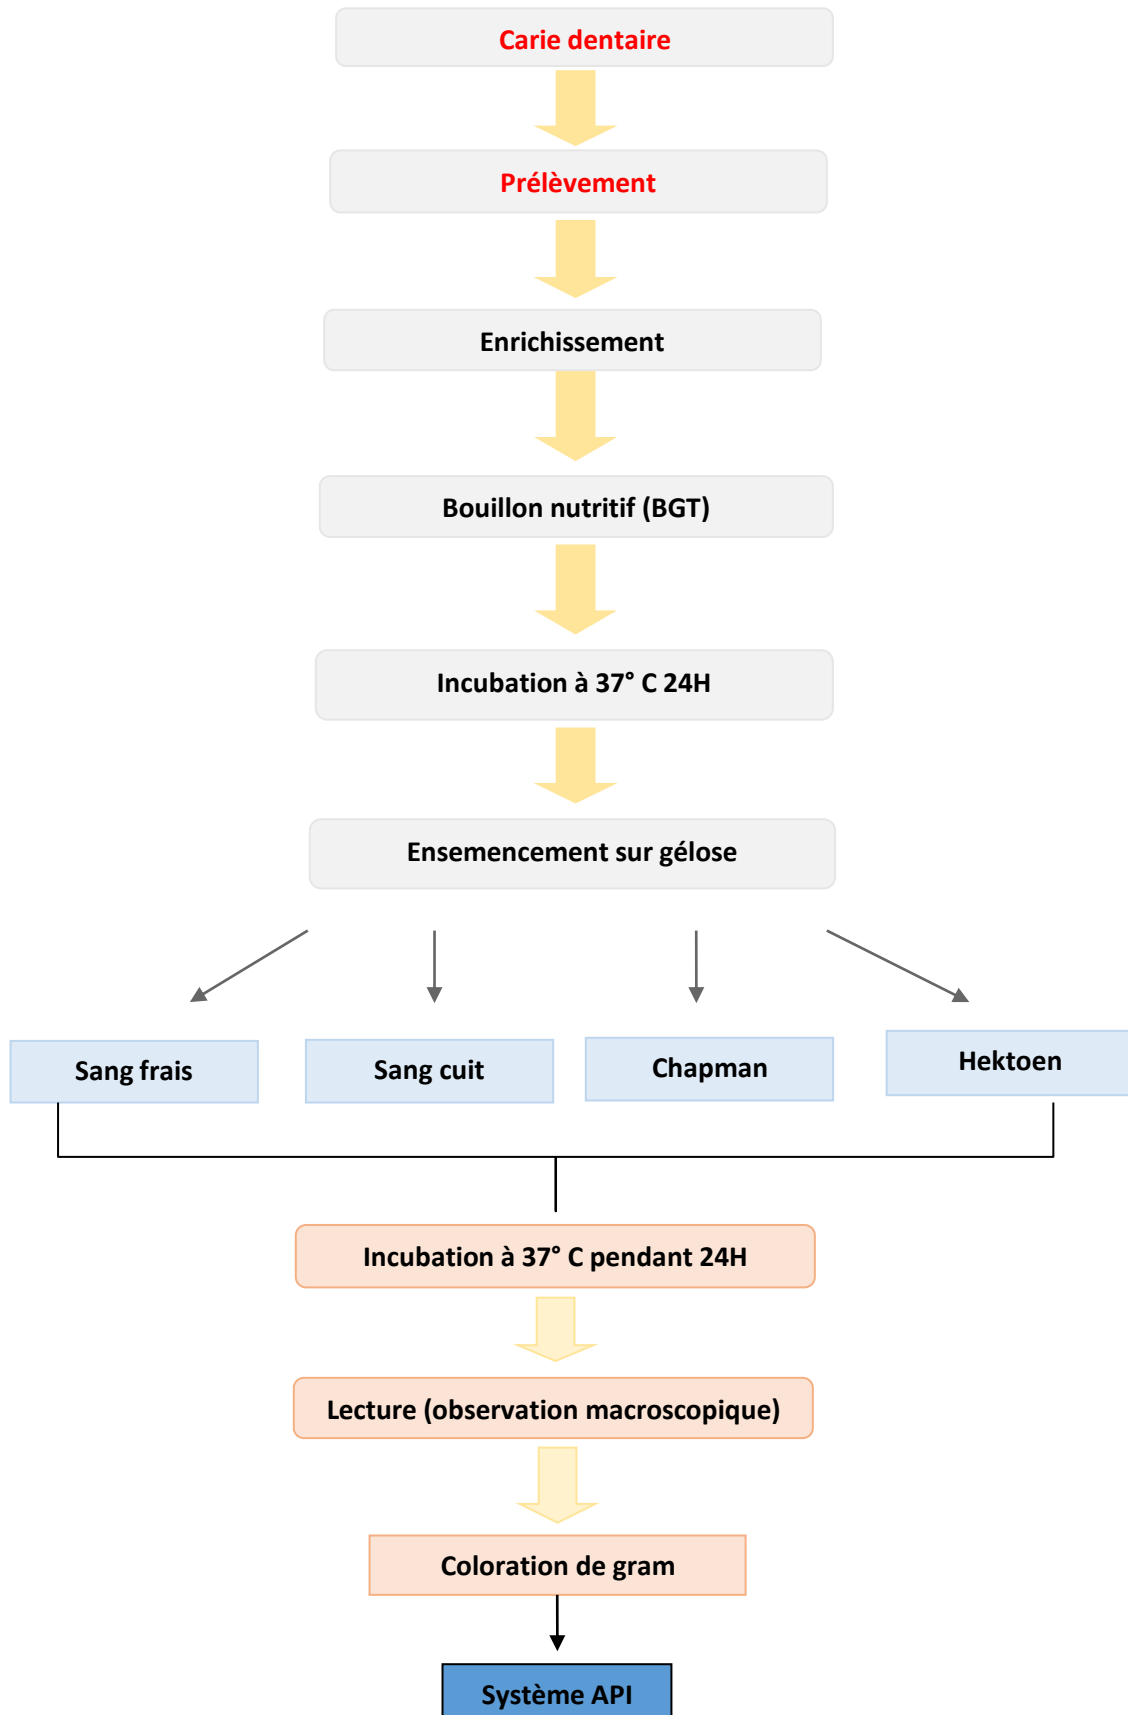 Carie dentaire
Prélèvement
Enrichissement
Bouillon nutritif (BGT)
Incubation à 37° C 24H
Ensemencement sur gélose
Sang frais
Sang cuit
Chapman
Hektoen
Incubation à 37° C pendant 24H
Lecture (observation macroscopique)
Coloration de gram
Système API